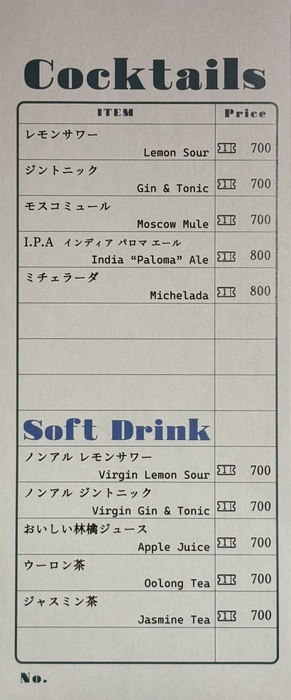 Cocktails
ITEM Price
レモンサワー
Lemon Sour 700
ジントニック
Gin & Tonic 700
モスコミュール
Moscow Mule 700
I.P.A インディア パロマ エール
India “Paloma” Ale 800
ミチェラーダ
Michelada 800
Soft Drink
ノンアル レモンサワー
Virgin Lemon Sour 700
ノンアル ジントニック
Virgin Gin & Tonic 700
おいしい林檎ジュース
Apple Juice 700
ウーロン茶
Oolong Tea 700
ジャスミン茶
Jasmine Tea 700
No.